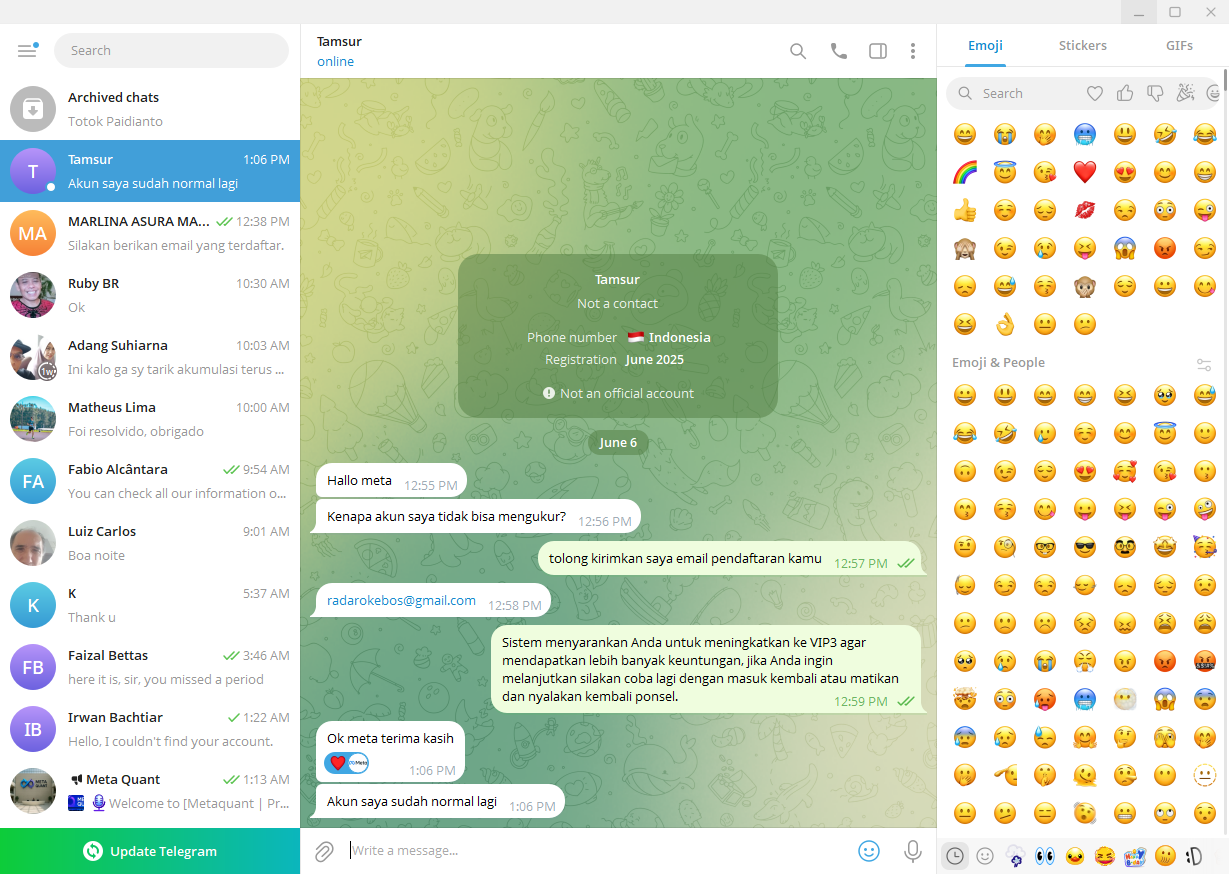 Search
Archived chats
Totok Paidianto
Tamsur
1:06 PM
Akun saya sudah normal lagi
MARLINA ASURA MA...
12:38 PM
Silakan berikan email yang terdaftar.
Ruby BR
10:30 AM
Ok
Adang Suhiarna
10:03 AM
Ini kalo ga sy tarik akumulasi terus ...
1w
Matheus Lima
10:00 AM
Foi resolvido, obrigado
Fabio Alcântara
9:54 AM
You can check all our information o...
Luiz Carlos
9:01 AM
Boa noite
K
5:37 AM
Thank u
Faizal Bettas
3:46 AM
here it is, sir, you missed a period
Irwan Bachtiar
1:22 AM
Hello, I couldn't find your account.
Meta Quant
1:13 AM
Welcome to [Metaquant | Pr...
T
MA
FA
K
FB
IB
Update Telegram
Tamsur
online
Tamsur
Not a contact
Phone number Indonesia
Registration June 2025
Not an official account
June 6
Hallo meta
12:55 PM
Kenapa akun saya tidak bisa mengukur?
12:56 PM
tolong kirimkan saya email pendaftaran kamu
12:57 PM
radarokebos@gmail.com
12:58 PM
Sistem menyarankan Anda untuk meningkatkan ke VIP3 agar
mendapatkan lebih banyak keuntungan, jika Anda ingin
melanjutkan silakan coba lagi dengan masuk kembali atau matikan
dan nyalakan kembali ponsel.
12:59 PM
Ok meta terima kasih
1:06 PM
Akun saya sudah normal lagi
1:06 PM
Write a message...
Emoji
Stickers
GIFs
Search
Emoji & People